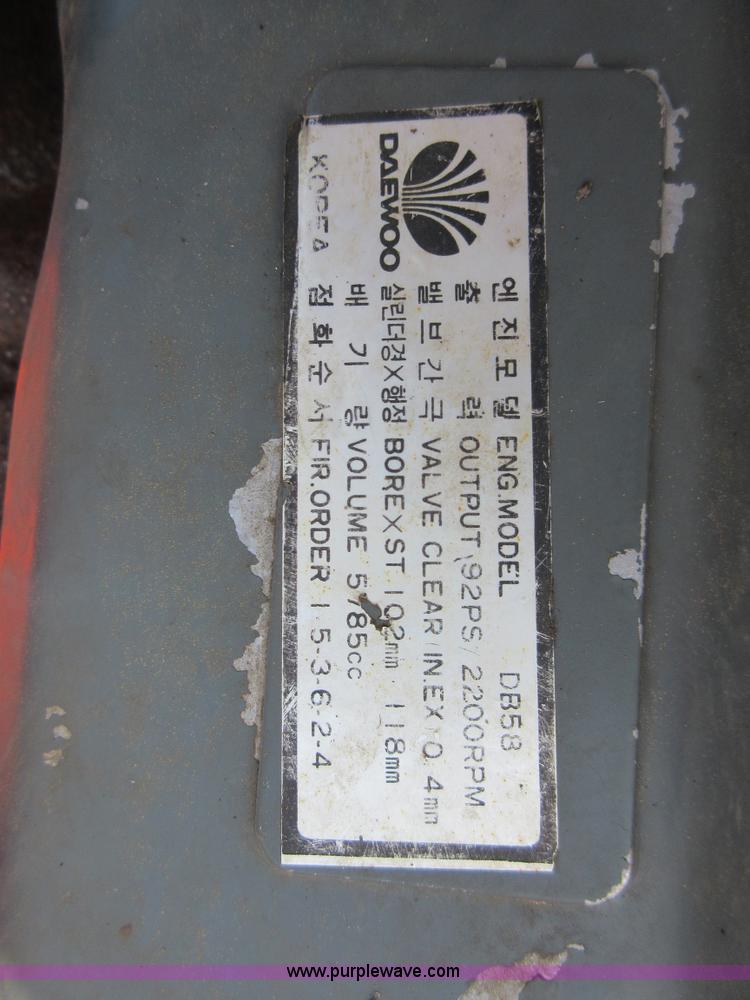 DAEWOO
KOREA
엔진모델 ENG.MODEL DB58
출력 OUTPUT 92PS/2200RPM
밸브간극 VALVE CLEAR/IN.EX 0.4mm
실린더경X행정 BOREXST 102mm 118mm
배기량 VOLUME 5785cc
점화순서 FIR.ORDER 1 5-3-6-2-4
www.purplewave.com